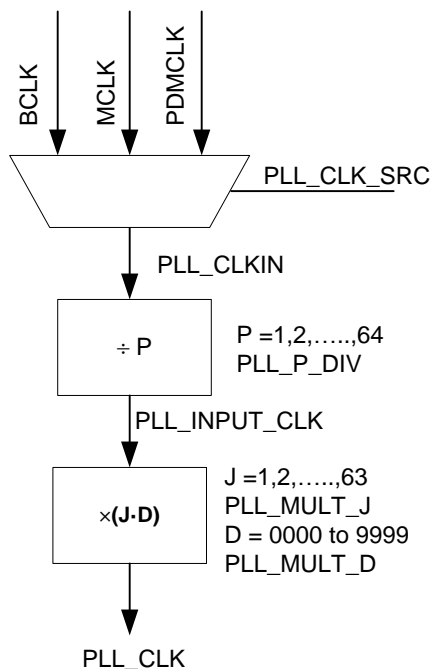 BCLK
MCLK
PDMCLK
PLL_CLK_SRC
PLL_CLKIN
÷ P
P =1,2,…..,64
PLL_P_DIV
PLL_INPUT_CLK
×(J·D)
J =1,2,…..,63
PLL_MULT_J
D = 0000 to 9999
PLL_MULT_D
PLL_CLK